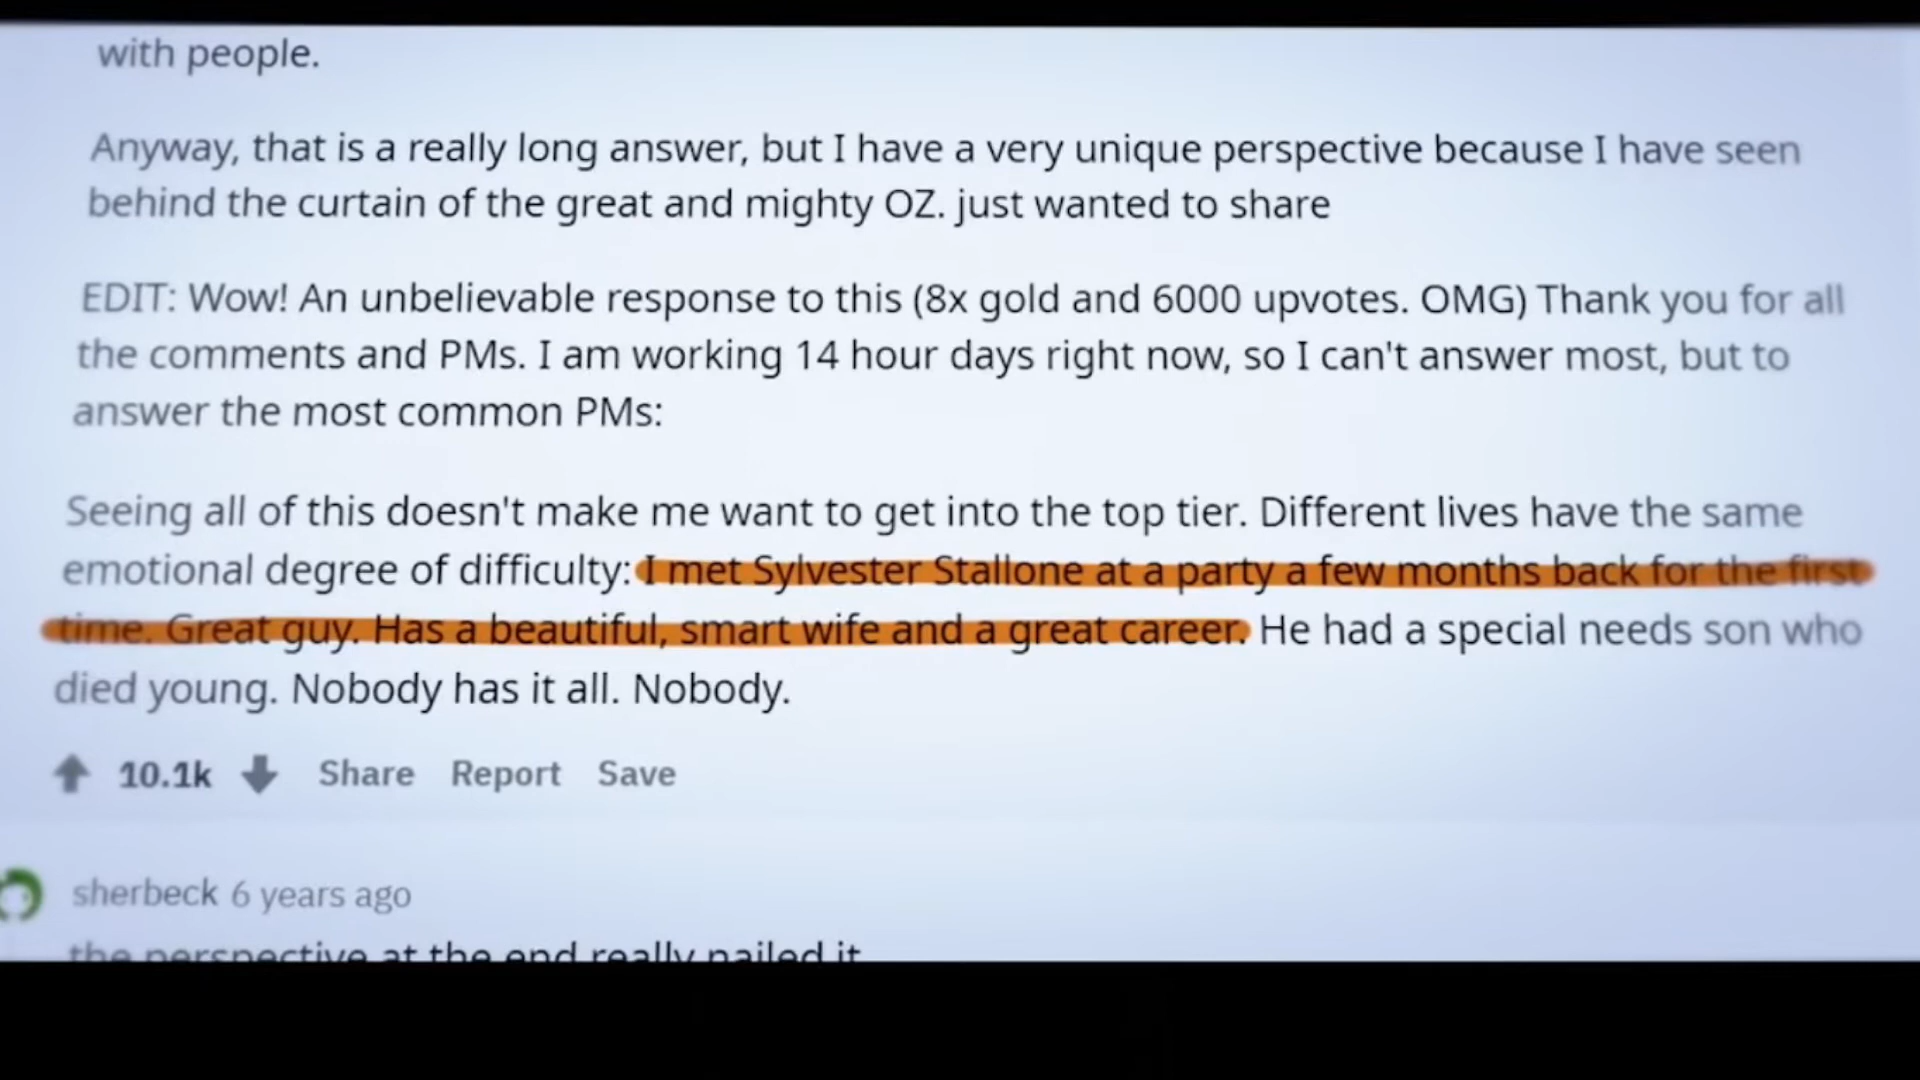 with people.
Anyway, that is a really long answer, but I have a very unique perspective because I have seen
behind the curtain of the great and mighty OZ. just wanted to share
EDIT: Wow! An unbelievable response to this (8x gold and 6000 upvotes. OMG) Thank you for all
the comments and PMs. I am working 14 hour days right now, so I can't answer most, but to
answer the most common PMs:
Seeing all of this doesn't make me want to get into the top tier. Different lives have the same
emotional degree of difficulty: I met Sylvester Stallone at a party a few months back for the first
time. Great guy. Has a beautiful, smart wife and a great career. He had a special needs son who
died young. Nobody has it all. Nobody.
10.1k Share Report Save
sherbeck 6 years ago
the perspective at the end really nailed it